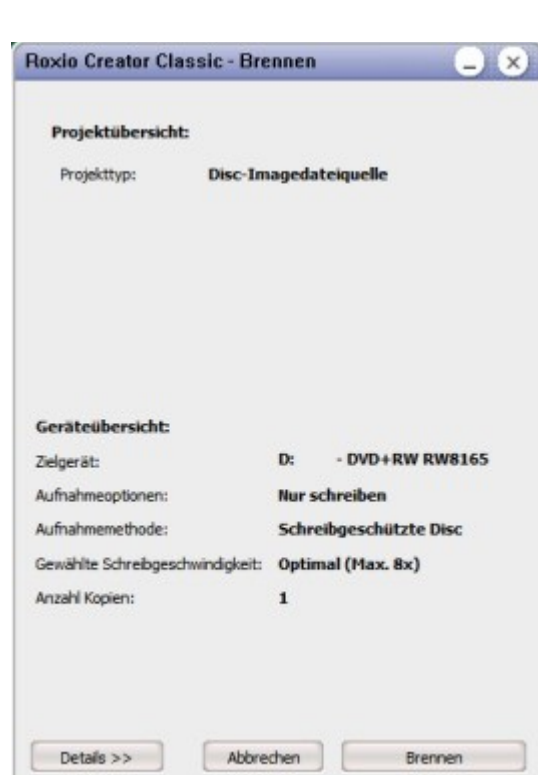 Roxio Creator Classic - Brennen
Projektübersicht:
Projekttyp: Disc-Imagedateiquelle
Geräteübersicht:
Zielgerät: D: - DVD+RW RW8165
Aufnahmeoptionen: Nur schreiben
Aufnahmemethode: Schreibgeschützte Disc
Gewählte Schreibgeschwindigkeit: Optimal (Max. 8x)
Anzahl Kopien: 1
Details >> Abbrechen Brennen